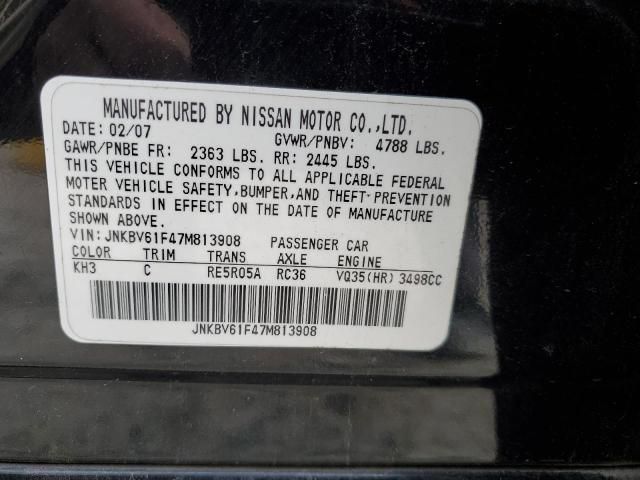 MANUFACTURED BY NISSAN MOTOR CO.,LTD.
DATE: 02/07 GVWR/PNBV: 4788 LBS.
GAWR/PNBE FR: 2363 LBS. RR: 2445 LBS.
THIS VEHICLE CONFORMS TO ALL APPLICABLE FEDERAL
MOTER VEHICLE SAFETY,BUMPER,AND THEFT-PREVENTION
STANDARDS IN EFFECT ON THE DATE OF MANUFACTURE
SHOWN ABOVE.
VIN: JNKBV61F47M813908 PASSENGER CAR
COLOR TRIM TRANS AXLE ENGINE
KH3 C RE5R05A RC36 VQ35(HR) 3498CC
JNKBV61F47M813908